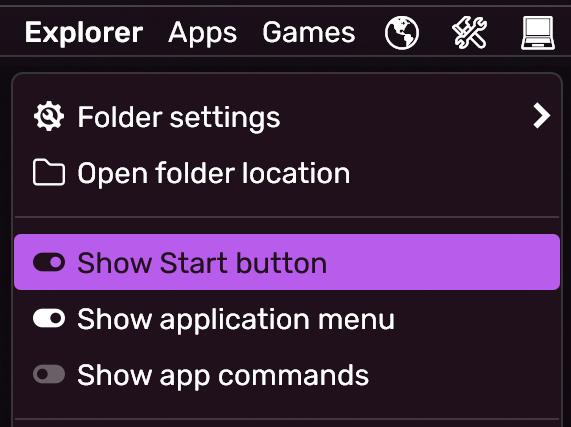 Explorer Apps Games
Folder settings
Open folder location
Show Start button
Show application menu
Show app commands